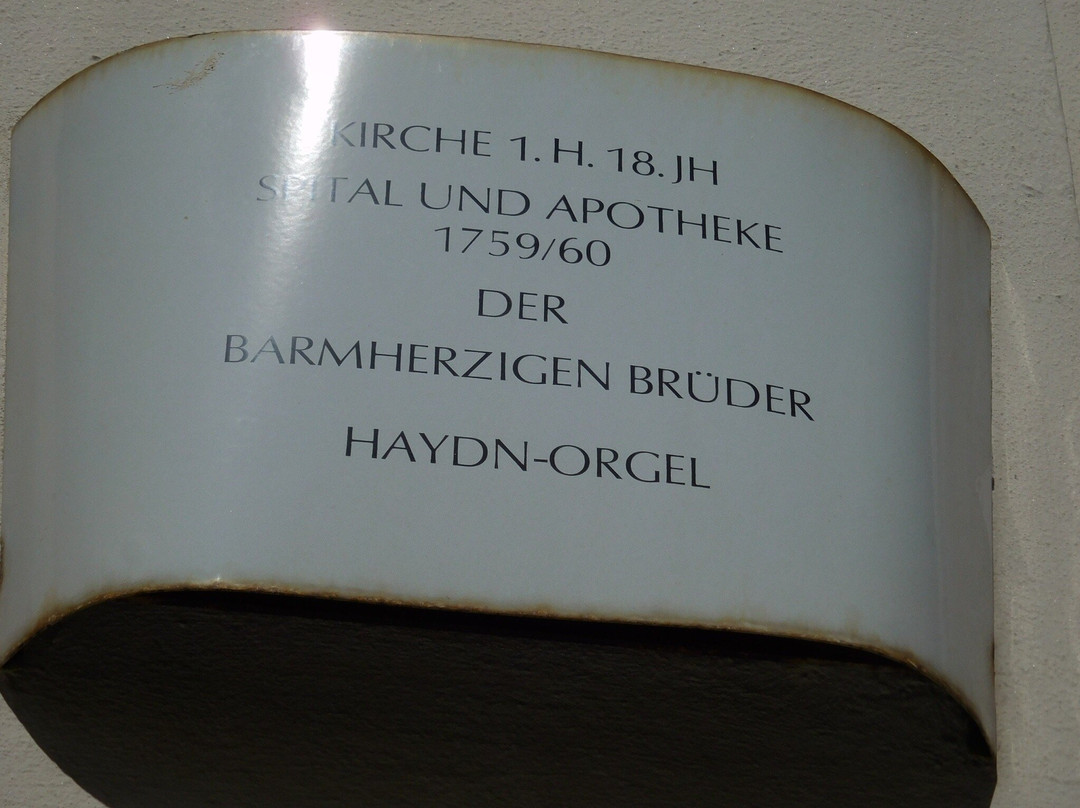 KIRCHE 1. H. 18. JH
SPITAL UND APOTHEKE
1759/60
DER
BARMHERZIGEN BRÜDER
HAYDN-ORGEL